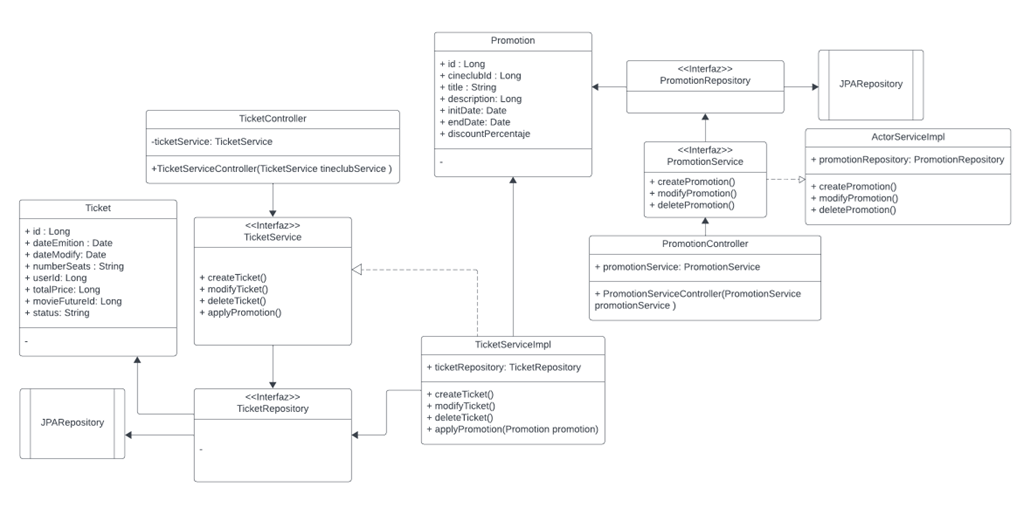 Promotion
+ id : Long
+ cineclubId : Long
+ title : String
+ description: Long
+ initDate: Date
+ endDate: Date
+ discountPercentaje
-
<<Interfaz>>
PromotionRepository
JPARepository
TicketController
-ticketService: TicketService
+TicketServiceController(TicketService tineclubService )
<<Interfaz>>
PromotionService
+ createPromotion()
+ modifyPromotion()
+ deletePromotion()
ActorServiceImpl
+ promotionRepository: PromotionRepository
+ createPromotion()
+ modifyPromotion()
+ deletePromotion()
Ticket
+ id : Long
+ dateEmition : Date
+ dateModify: Date
+ numberSeats : String
+ userId: Long
+ totalPrice: Long
+ movieFutureId: Long
+ status: String
-
<<Interfaz>>
TicketService
+ createTicket()
+ modifyTicket()
+ deleteTicket()
+ applyPromotion()
PromotionController
+ promotionService: PromotionService
+ PromotionServiceController(PromotionService
promotionService )
TicketServiceImpl
+ ticketRepository: TicketRepository
+ createTicket()
+ modifyTicket()
+ deleteTicket()
+ applyPromotion(Promotion promotion)
JPARepository
<<Interfaz>>
TicketRepository
-